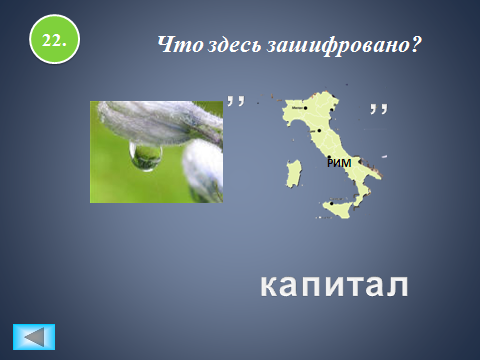 22.
Что здесь зашифровано?
,, ,,
РИМ
капитал